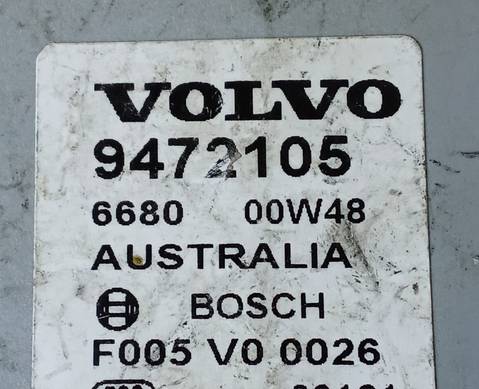 VOLVO
9472105
6680 00W48
AUSTRALIA
BOSCH
F005 V0 0026